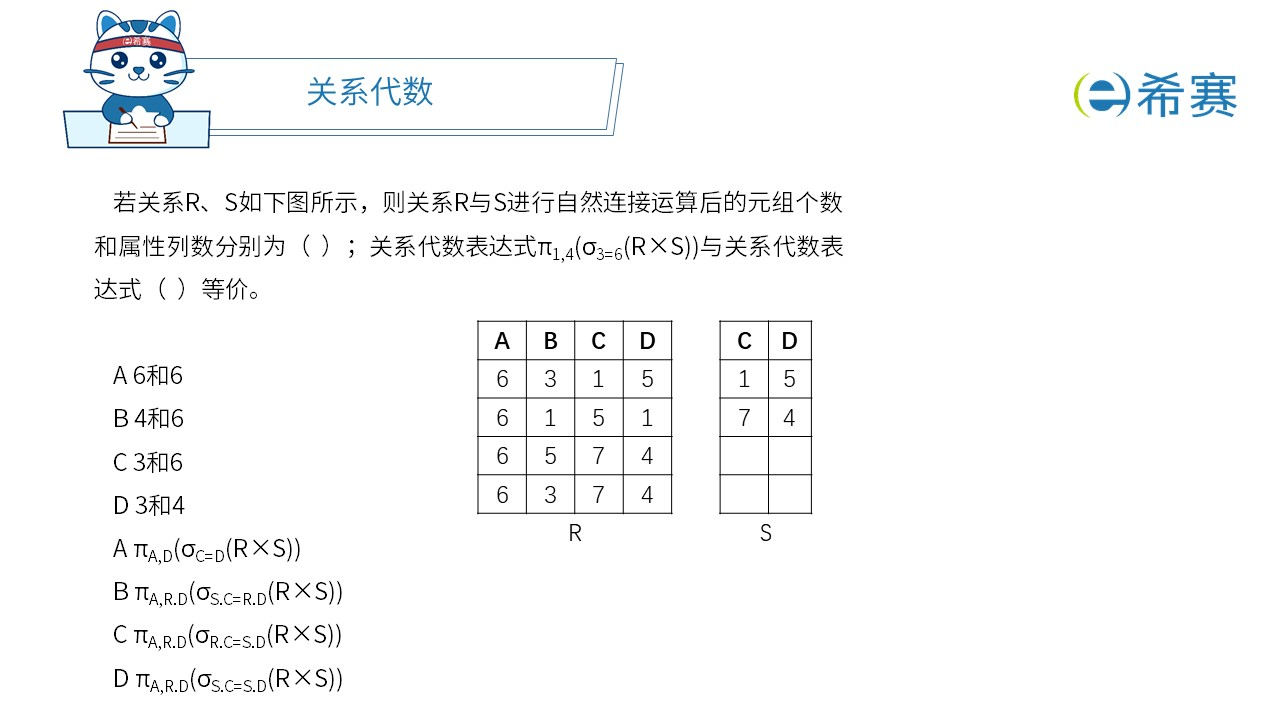 希赛
关系代数
希赛
若关系R、S如下图所示，则关系R与S进行自然连接运算后的元组个数
和属性列数分别为（ ）；关系代数表达式π1,4(σ3=6(R×S))与关系代数表
达式（ ）等价。
A 6和6
B 4和6
C 3和6
D 3和4
A πA,D(σC=D(R×S))
B πA,R.D(σS.C=R.D(R×S))
C πA,R.D(σR.C=S.D(R×S))
D πA,R.D(σS.C=S.D(R×S))
A B C D
6 3 1 5
6 1 5 1
6 5 7 4
6 3 7 4
R
C D
1 5
7 4
S